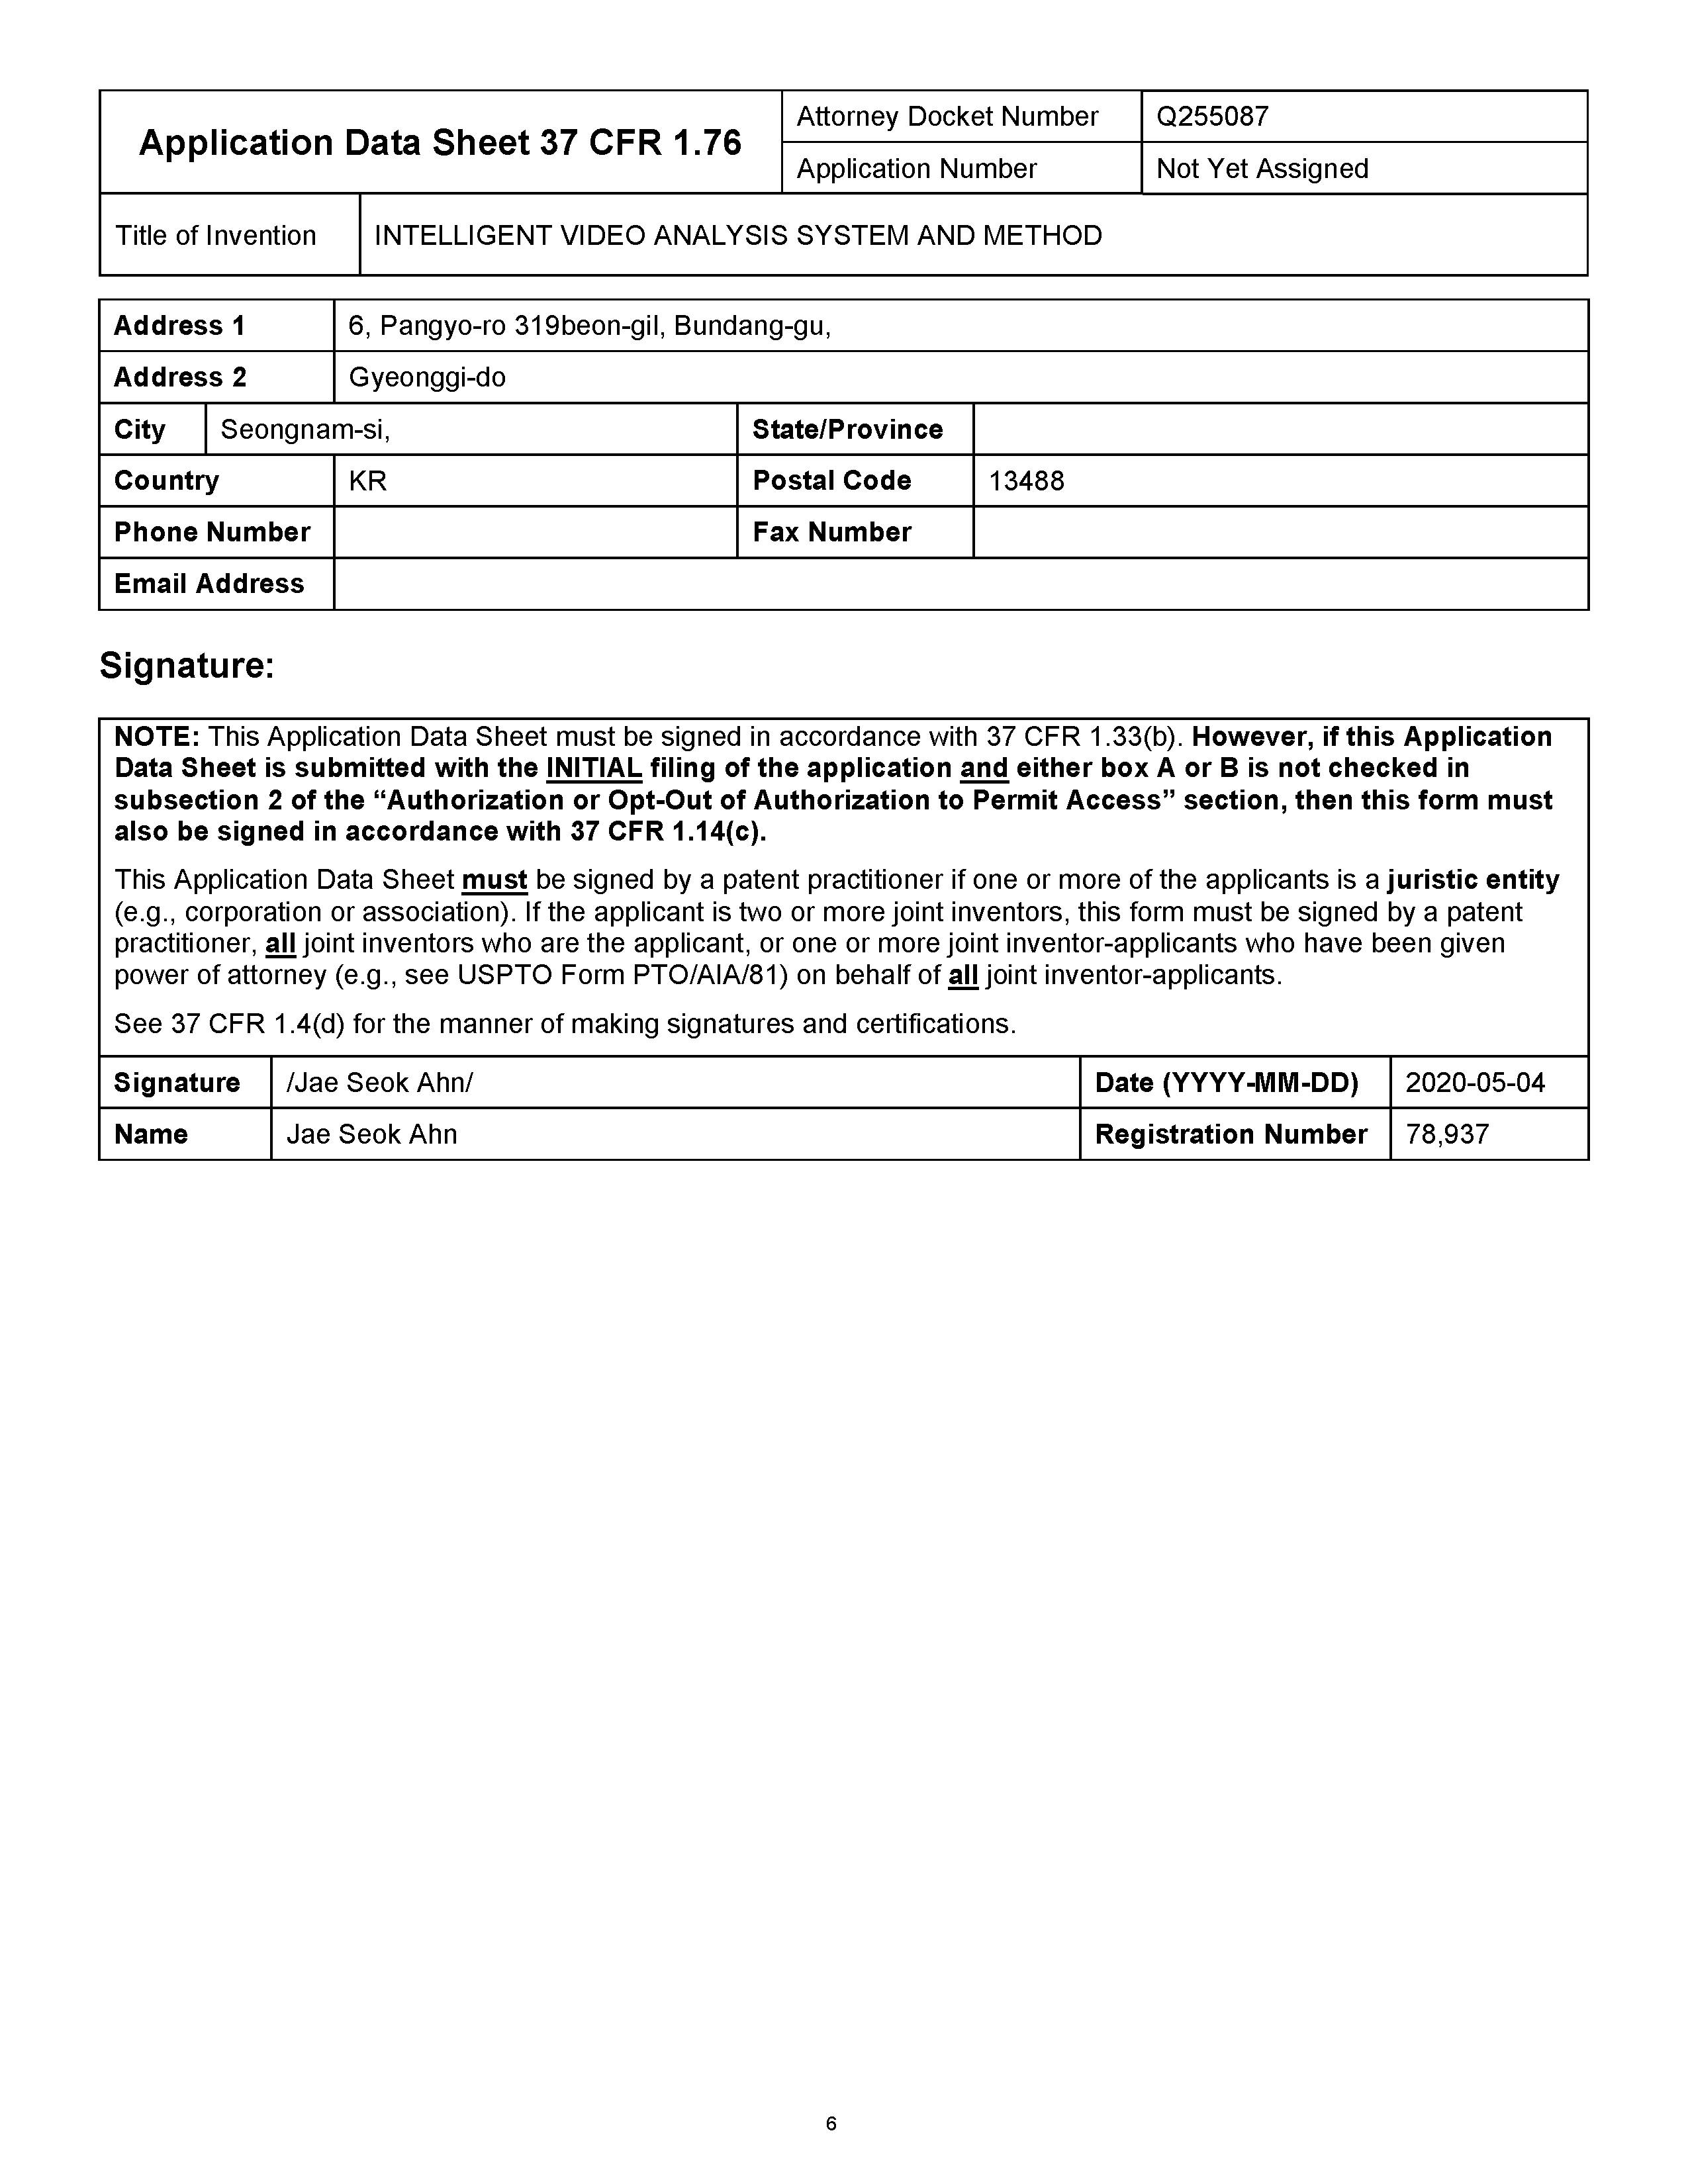 Application Data Sheet 37 CFR 1.76
Attorney Docket Number Q255087
Application Number Not Yet Assigned
Title of Invention INTELLIGENT VIDEO ANALYSIS SYSTEM AND METHOD
Address 1 6, Pangyo-ro 319beon-gil, Bundang-gu,
Address 2 Gyeonggi-do
City Seongnam-si, State/Province
Country KR Postal Code 13488
Phone Number Fax Number
Email Address
Signature:
NOTE: This Application Data Sheet must be signed in accordance with 37 CFR 1.33(b). However, if this Application
Data Sheet is submitted with the INITIAL filing of the application and either box A or B is not checked in
subsection 2 of the “Authorization or Opt-Out of Authorization to Permit Access” section, then this form must
also be signed in accordance with 37 CFR 1.14(c).
This Application Data Sheet must be signed by a patent practitioner if one or more of the applicants is a juristic entity
(e.g., corporation or association). If the applicant is two or more joint inventors, this form must be signed by a patent
practitioner, all joint inventors who are the applicant, or one or more joint inventor-applicants who have been given
power of attorney (e.g., see USPTO Form PTO/AIA/81) on behalf of all joint inventor-applicants.
See 37 CFR 1.4(d) for the manner of making signatures and certifications.
Signature /Jae Seok Ahn/ Date (YYYY-MM-DD) 2020-05-04
Name Jae Seok Ahn Registration Number 78,937
6